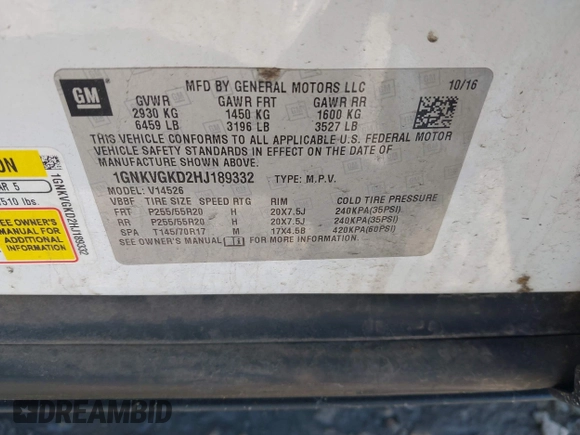 GM
MFD BY GENERAL MOTORS LLC
10/16
GVWR GAWR FRT GAWR RR
2930 KG 1450 KG 1600 KG
6459 LB 3196 LB 3527 LB
THIS VEHICLE CONFORMS TO ALL APPLICABLE U.S. FEDERAL MOTOR
VEHICLE SAFETY STANDARDS IN EFFECT ON THE DATE OF MANUFACTURE
SHOWN ABOVE.
1GNKVGKD2HJ189332 TYPE: M.P.V.
MODEL: V14526
VBBF TIRE SIZE SPEED RTG RIM COLD TIRE PRESSURE
FRT P255/55R20 H 20X7.5J 240KPA(35PSI)
RR P255/55R20 H 20X7.5J 240KPA(35PSI)
SPA T145/70R17 M 17X4.5B 420KPA(60PSI)
SEE OWNER'S MANUAL FOR MORE INFORMATION.
ON
AR 5
510 lbs.
SEE OWNER'S
MANUAL FOR
ADDITIONAL
INFORMATION
1GNKVGKD2HJ189332
DREAMBID